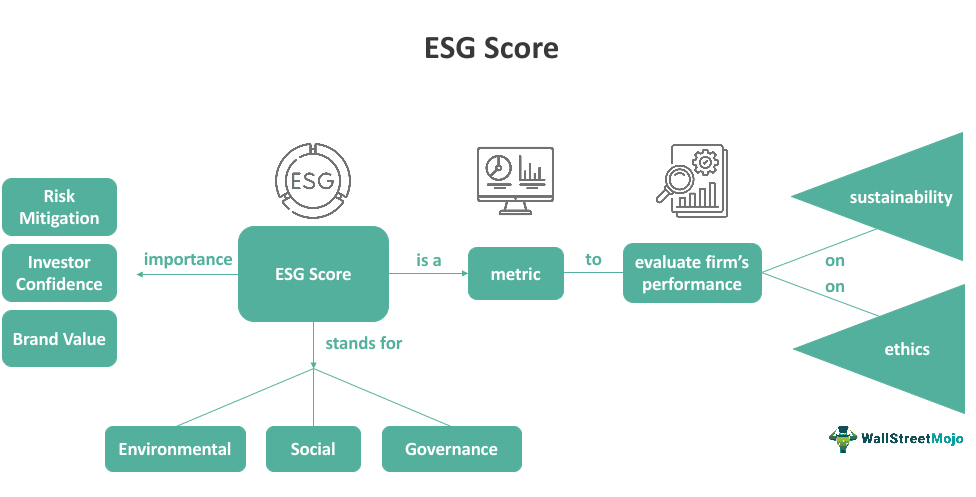 ESG Score
ESG
Risk
Mitigation
Investor
Confidence
Brand Value
importance
ESG Score
is a
metric
to
evaluate firm's
performance
on
on
sustainability
ethics
stands for
Environmental
Social
Governance
WallStreetMojo